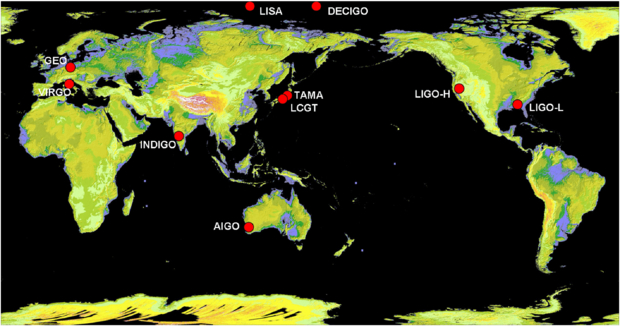 LISA
DECIGO
GEO
VIRGO
TAMA
LCGT
LIGO-H
LIGO-L
INDIGO
AIGO